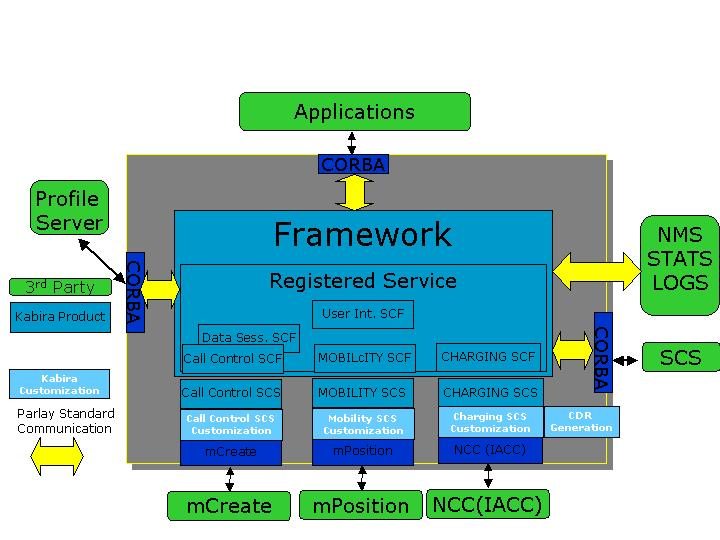 Applications
CORBA
Profile
Server
Framework
NMS
STATS
LOGS
CORBA
Registered Service
3rd Party
Kabira Product
User Int. SCF
Data Sess. SCF
CORBA
Call Control SCF
MOBILcITY SCF
CHARGING SCF
SCS
Kabira
Customization
Call Control SCS
MOBILITY SCS
CHARGING SCS
Parlay Standard
Communication
Call Control SCS
Customization
Mobility SCS
Customization
Charging SCS
Customization
CDR
Generation
mCreate
mPosition
NCC (IACC)
mCreate
mPosition
NCC(IACC)